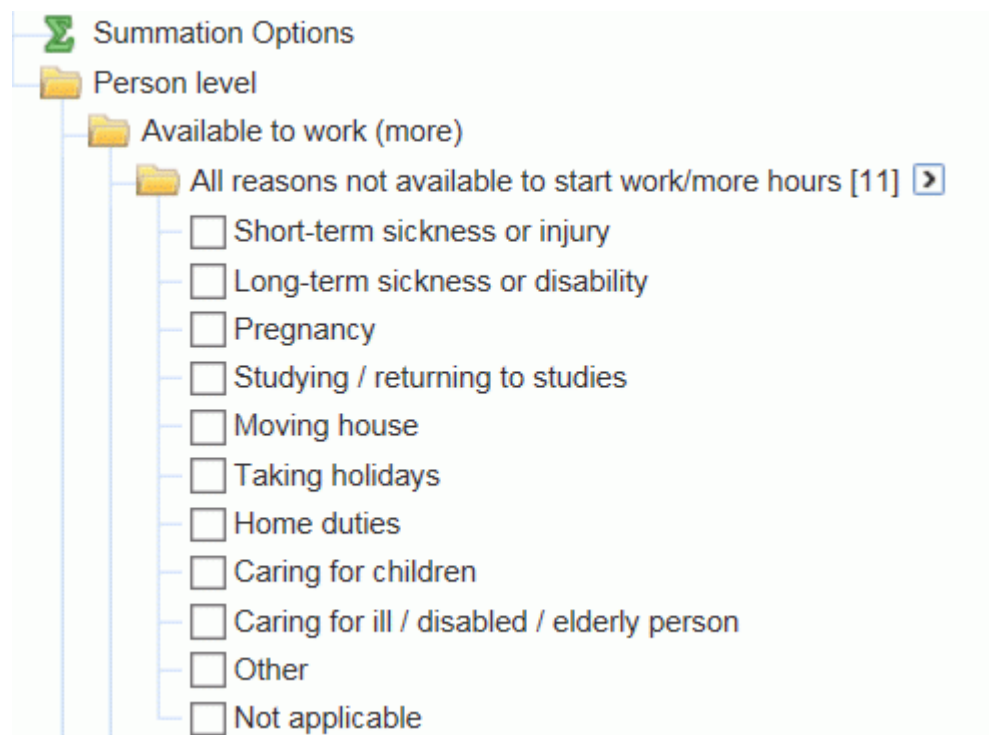 Summation Options
Person level
Available to work (more)
All reasons not available to start work/more hours [11]
Short-term sickness or injury
Long-term sickness or disability
Pregnancy
Studying / returning to studies
Moving house
Taking holidays
Home duties
Caring for children
Caring for ill / disabled / elderly person
Other
Not applicable